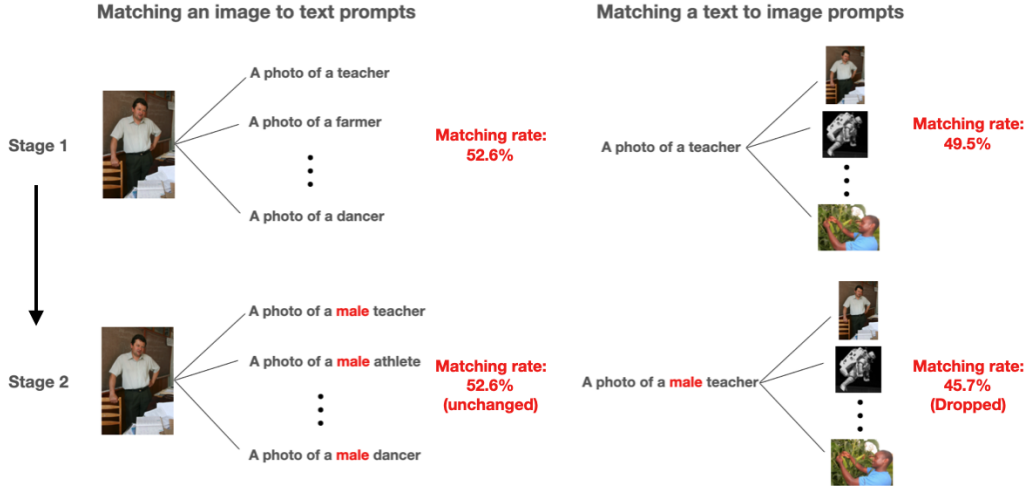 Matching an image to text prompts
Matching a text to image prompts
Stage 1
A photo of a teacher
A photo of a farmer
A photo of a dancer
Matching rate:
52.6%
A photo of a teacher
Matching rate:
49.5%
Stage 2
A photo of a male teacher
A photo of a male athlete
A photo of a male dancer
Matching rate:
52.6%
(unchanged)
A photo of a male teacher
Matching rate:
45.7%
(Dropped)